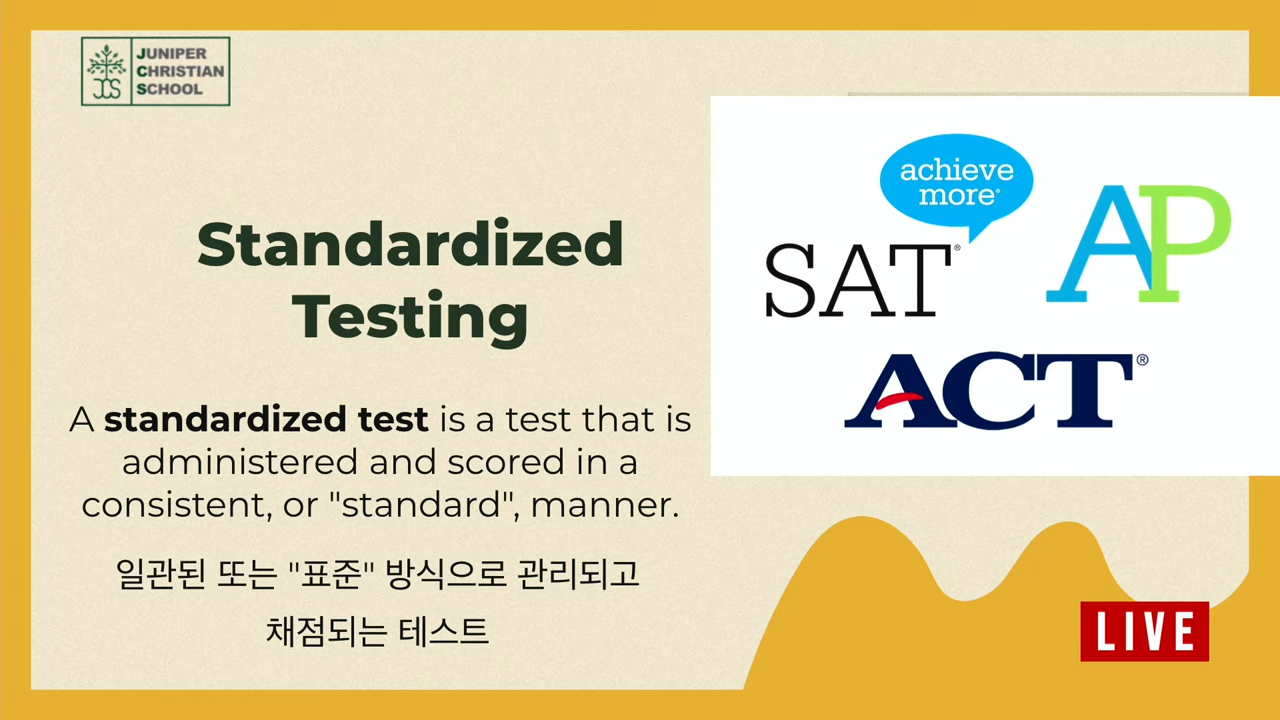 JUNIPER
CHRISTIAN
SCHOOL
JCS
Standardized
Testing
A standardized test is a test that is
administered and scored in a
consistent, or "standard", manner.
일관된 또는 "표준" 방식으로 관리되고
채점되는 테스트
achieve
more®
SAT®
AP
ACT®
LIVE